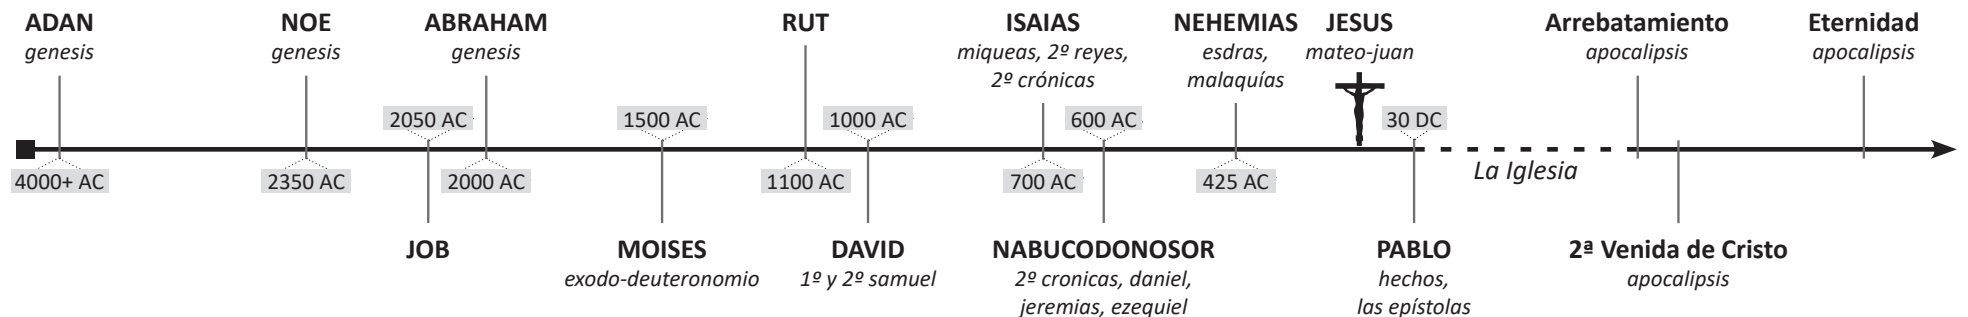 ADAN
genesis
NOE
genesis
ABRAHAM
genesis
RUT
ISAIAS
miqueas, 2º reyes,
2º crónicas
NEHEMIAS
esdras,
malaquías
JESUS
mateo-juan
Arrebatamiento
apocalipsis
Eternidad
apocalipsis
2050 AC
1500 AC
1000 AC
600 AC
30 DC
4000+ AC
2350 AC
2000 AC
1100 AC
700 AC
425 AC
La Iglesia
JOB
MOISES
exodo-deuteronomio
DAVID
1º y 2º samuel
NABUCODONOSOR
2º cronicas, daniel,
jeremias, ezequiel
PABLO
hechos,
las epístolas
2ª Venida de Cristo
apocalipsis